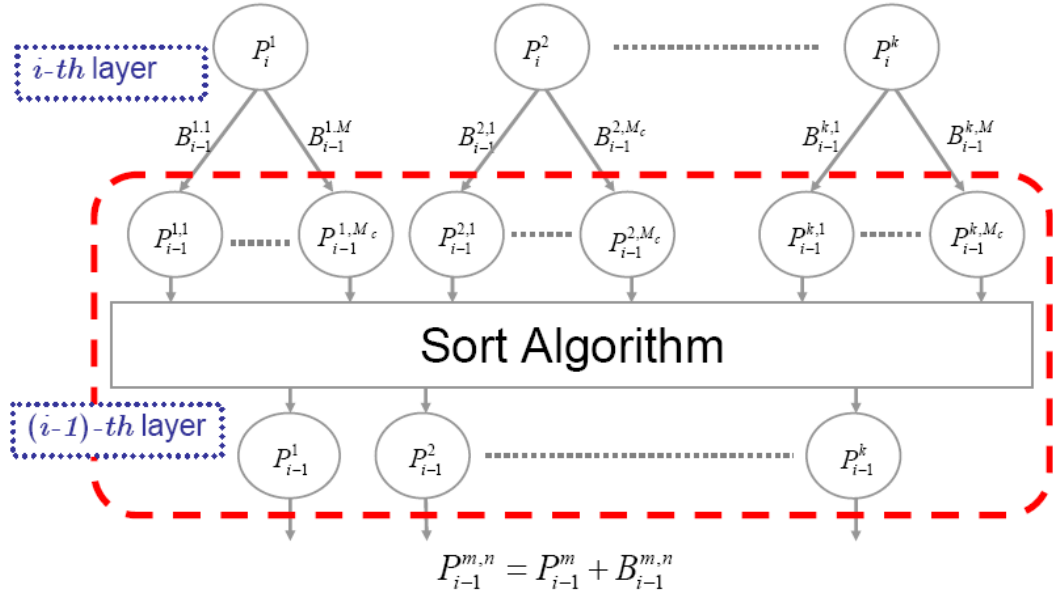 P_i^1 P_i^2 P_i^k
i-th layer
B_{i-1}^{1.1} B_{i-1}^{1.M} B_{i-1}^{2,1} B_{i-1}^{2,M_c} B_{i-1}^{k,1} B_{i-1}^{k,M}
P_{i-1}^{1,1} P_{i-1}^{1,M_c} P_{i-1}^{2,1} P_{i-1}^{2,M_c} P_{i-1}^{k,1} P_{i-1}^{k,M_c}
Sort Algorithm
(i-1)-th layer
P_{i-1}^1 P_{i-1}^2 P_{i-1}^k
P_{i-1}^{m,n} = P_{i-1}^m + B_{i-1}^{m,n}